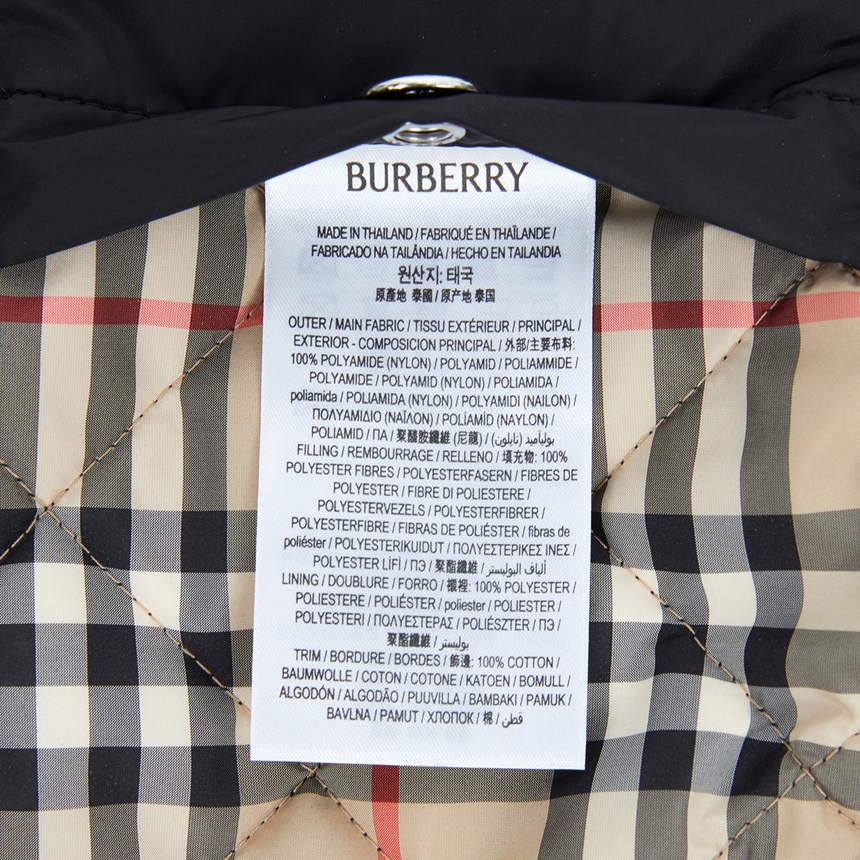 BURBERRY
MADE IN THAILAND / FABRIQUÉ EN THAÏLANDE /
FABRICADO NA TAILÂNDIA / HECHO EN TAILANDIA
원산지: 태국
原產地 泰國 / 原产地 泰国
OUTER / MAIN FABRIC / TISSU EXTÉRIEUR / PRINCIPAL /
EXTERIOR - COMPOSICION PRINCIPAL / 外部/主要布料:
100% POLYAMIDE (NYLON) / POLYAMID / POLIAMMIDE /
POLYAMIDE / POLYAMID (NYLON) / POLIAMIDA /
poliamida / POLIAMIDA (NYLON) / POLYAMIDI (NAILON) /
ΠΟΛΥΑΜΙΔΙΟ (ΝΑΪΛΟΝ) / POLİAMİD (NAYLON) /
POLIAMID / ПА / 聚醯胺纖維 (尼龍) / بولیأمید (نایلون) /
FILLING / REMBOURRAGE / RELLENO / 填充物: 100%
POLYESTER FIBRES / POLYESTERFASERN / FIBRES DE
POLYESTER / FIBRE DI POLIESTERE /
POLYESTERVEZELS / POLYESTERFIBRER /
POLYESTERFIBRE / FIBRAS DE POLIÉSTER / fibras de
poliéster / POLYESTERIKUIDUT / ΠΟΛΥΕΣΤΕΡΙΚΕΣ ΙΝΕΣ /
POLYESTER LİFİ / ПЭ / 聚酯纖維 / ألیاف البولیستر /
LINING / DOUBLURE / FORRO / 襯裡: 100% POLYESTER /
POLIESTERE / POLIÉSTER / poliester / POLIESTER /
POLYESTERI / ΠΟΛΥΕΣΤΕΡΑΣ / POLIÉSZTER / ПЭ /
聚酯纖維 / بولیستر /
TRIM / BORDURE / BORDES / 飾邊: 100% COTTON /
BAUMWOLLE / COTON / COTONE / KATOEN / BOMULL /
ALGODÓN / ALGODÃO / PUUVILLA / ΒΑΜΒΑΚΙ / PAMUK /
BAVLNA / PAMUT / ХЛОПОК / 棉 / قطن /